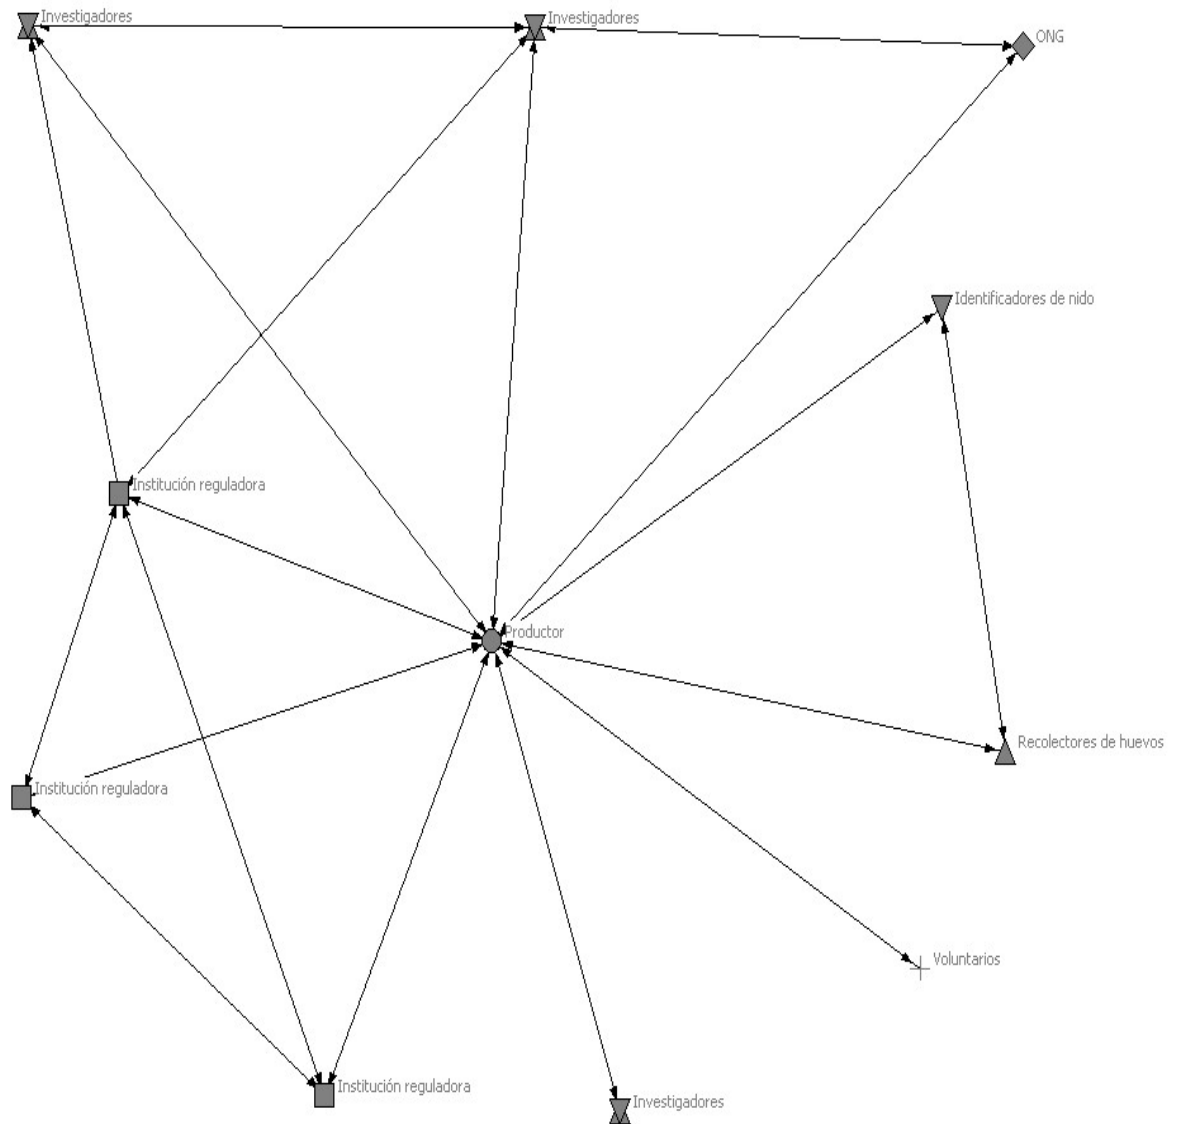 Investigadores
Investigadores
ONG
Identificadores de nido
Institución reguladora
Productor
Recolectores de huevos
Institución reguladora
Voluntarios
Institución reguladora
Investigadores